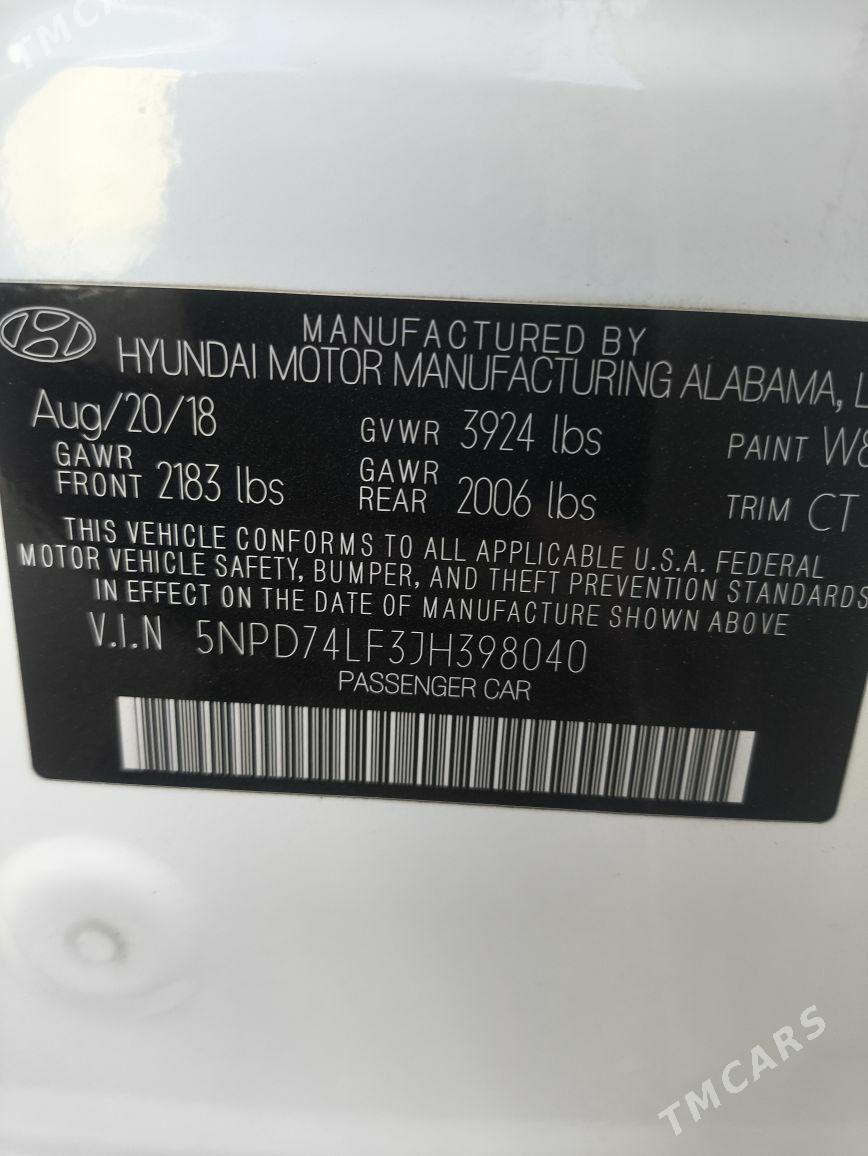 TMCARS
MANUFACTURED BY
HYUNDAI MOTOR MANUFACTURING ALABAMA, L
Aug/20/18 GVWR 3924 lbs PAINT W8
GAWR FRONT 2183 lbs GAWR REAR 2006 lbs TRIM CT
THIS VEHICLE CONFORMS TO ALL APPLICABLE U.S.A. FEDERAL
MOTOR VEHICLE SAFETY, BUMPER, AND THEFT PREVENTION STANDARDS
IN EFFECT ON THE DATE OF MANUFACTURE SHOWN ABOVE
V.I.N 5NPD74LF3JH398040
PASSENGER CAR
TMCARS